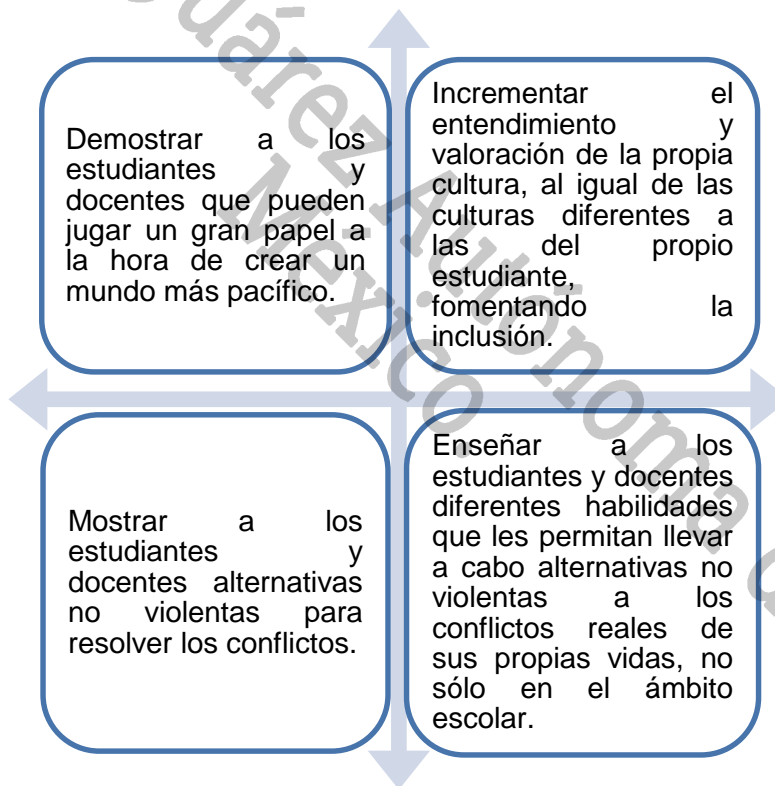 Demostrar a los
estudiantes y
docentes que pueden
jugar un gran papel a
la hora de crear un
mundo más pacífico.
Incrementar el
entendimiento y
valoración de la propia
cultura, al igual de las
culturas diferentes a
las del propio
estudiante,
fomentando la
inclusión.
Mostrar a los
estudiantes y
docentes alternativas
no violentas para
resolver los conflictos.
Enseñar a los
estudiantes y docentes
diferentes habilidades
que les permitan llevar
a cabo alternativas no
violentas a los
conflictos reales de
sus propias vidas, no
sólo en el ámbito
escolar.
Juárez Autónoma d
México.